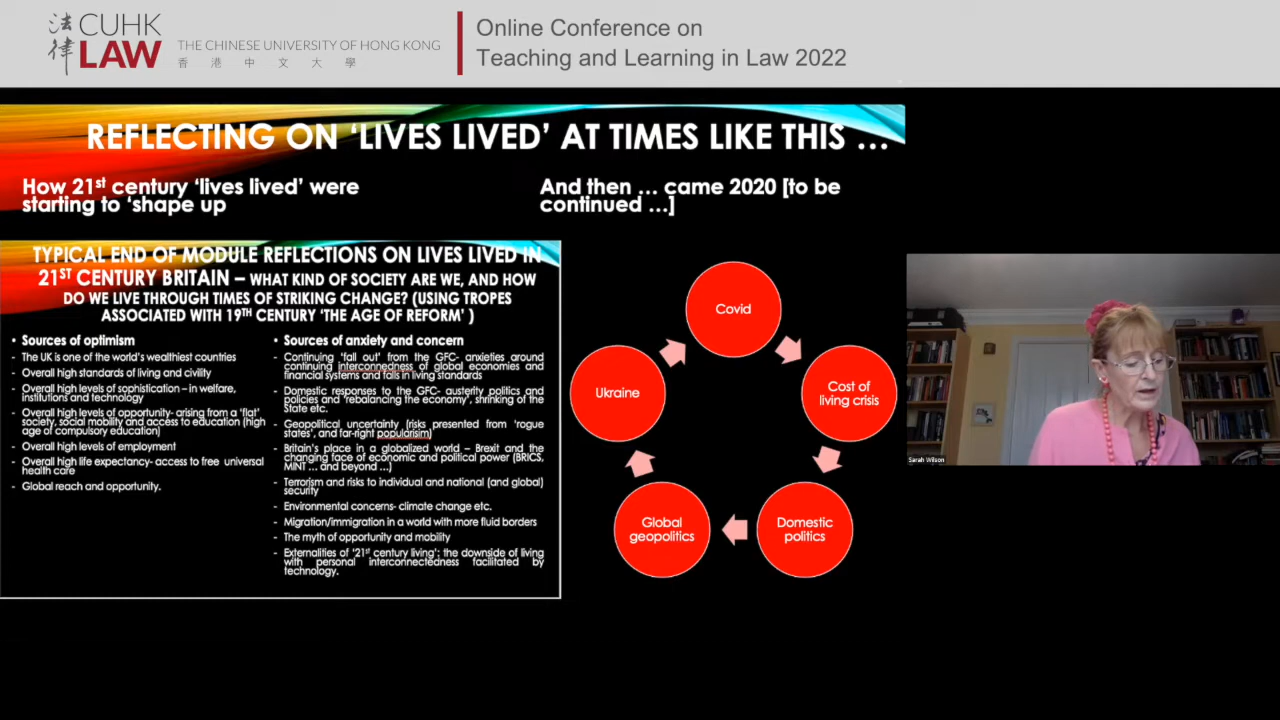 法律
CUHK
LAW
THE CHINESE UNIVERSITY OF HONG KONG
香港中文大學
Online Conference on
Teaching and Learning in Law 2022
REFLECTING ON ‘LIVES LIVED’ AT TIMES LIKE THIS …
How 21st century ‘lives lived’ were
starting to ‘shape up
And then … came 2020 [to be
continued …]
TYPICAL END OF MODULE REFLECTIONS ON LIVES LIVED IN
21ST CENTURY BRITAIN – WHAT KIND OF SOCIETY ARE WE, AND HOW
DO WE LIVE THROUGH TIMES OF STRIKING CHANGE? (USING TROPES
ASSOCIATED WITH 19TH CENTURY ‘THE AGE OF REFORM’ )
• Sources of optimism
- The UK is one of the world’s wealthiest countries
- Overall high standards of living and civility
- Overall high levels of sophistication – in welfare,
institutions and technology
- Overall high levels of opportunity- arising from a ‘flat’
society, social mobility and access to education (high
age of compulsory education)
- Overall high levels of employment
- Overall high life expectancy- access to free universal
health care
- Global reach and opportunity.
• Sources of anxiety and concern
- Continuing ‘fall out’ from the GFC- anxieties around
continuing interconnedness of global economies and
financial systems and falls in living standards
- Domestic responses to the GFC- austerity politics and
policies and ‘rebalancing the economy’, shrinking of the
State etc.
- Geopolitical uncertainty (risks presented from ‘rogue
states’, and far-right popularisim)
- Britain’s place in a globalized world – Brexit and the
changing face of economic and political power (BRICS,
MINT … and beyond …)
- Terrorism and risks to individual and national (and global)
security
- Environmental concerns- climate change etc.
- Migration/immigration in a world with more fluid borders
- The myth of opportunity and mobility
- Externalities of ‘21st century living’: the downside of living
with personal interconnectedness facilitated by
technology.
Covid
Cost of
living crisis
Domestic
politics
Global
geopolitics
Ukraine
Sarah Wilson